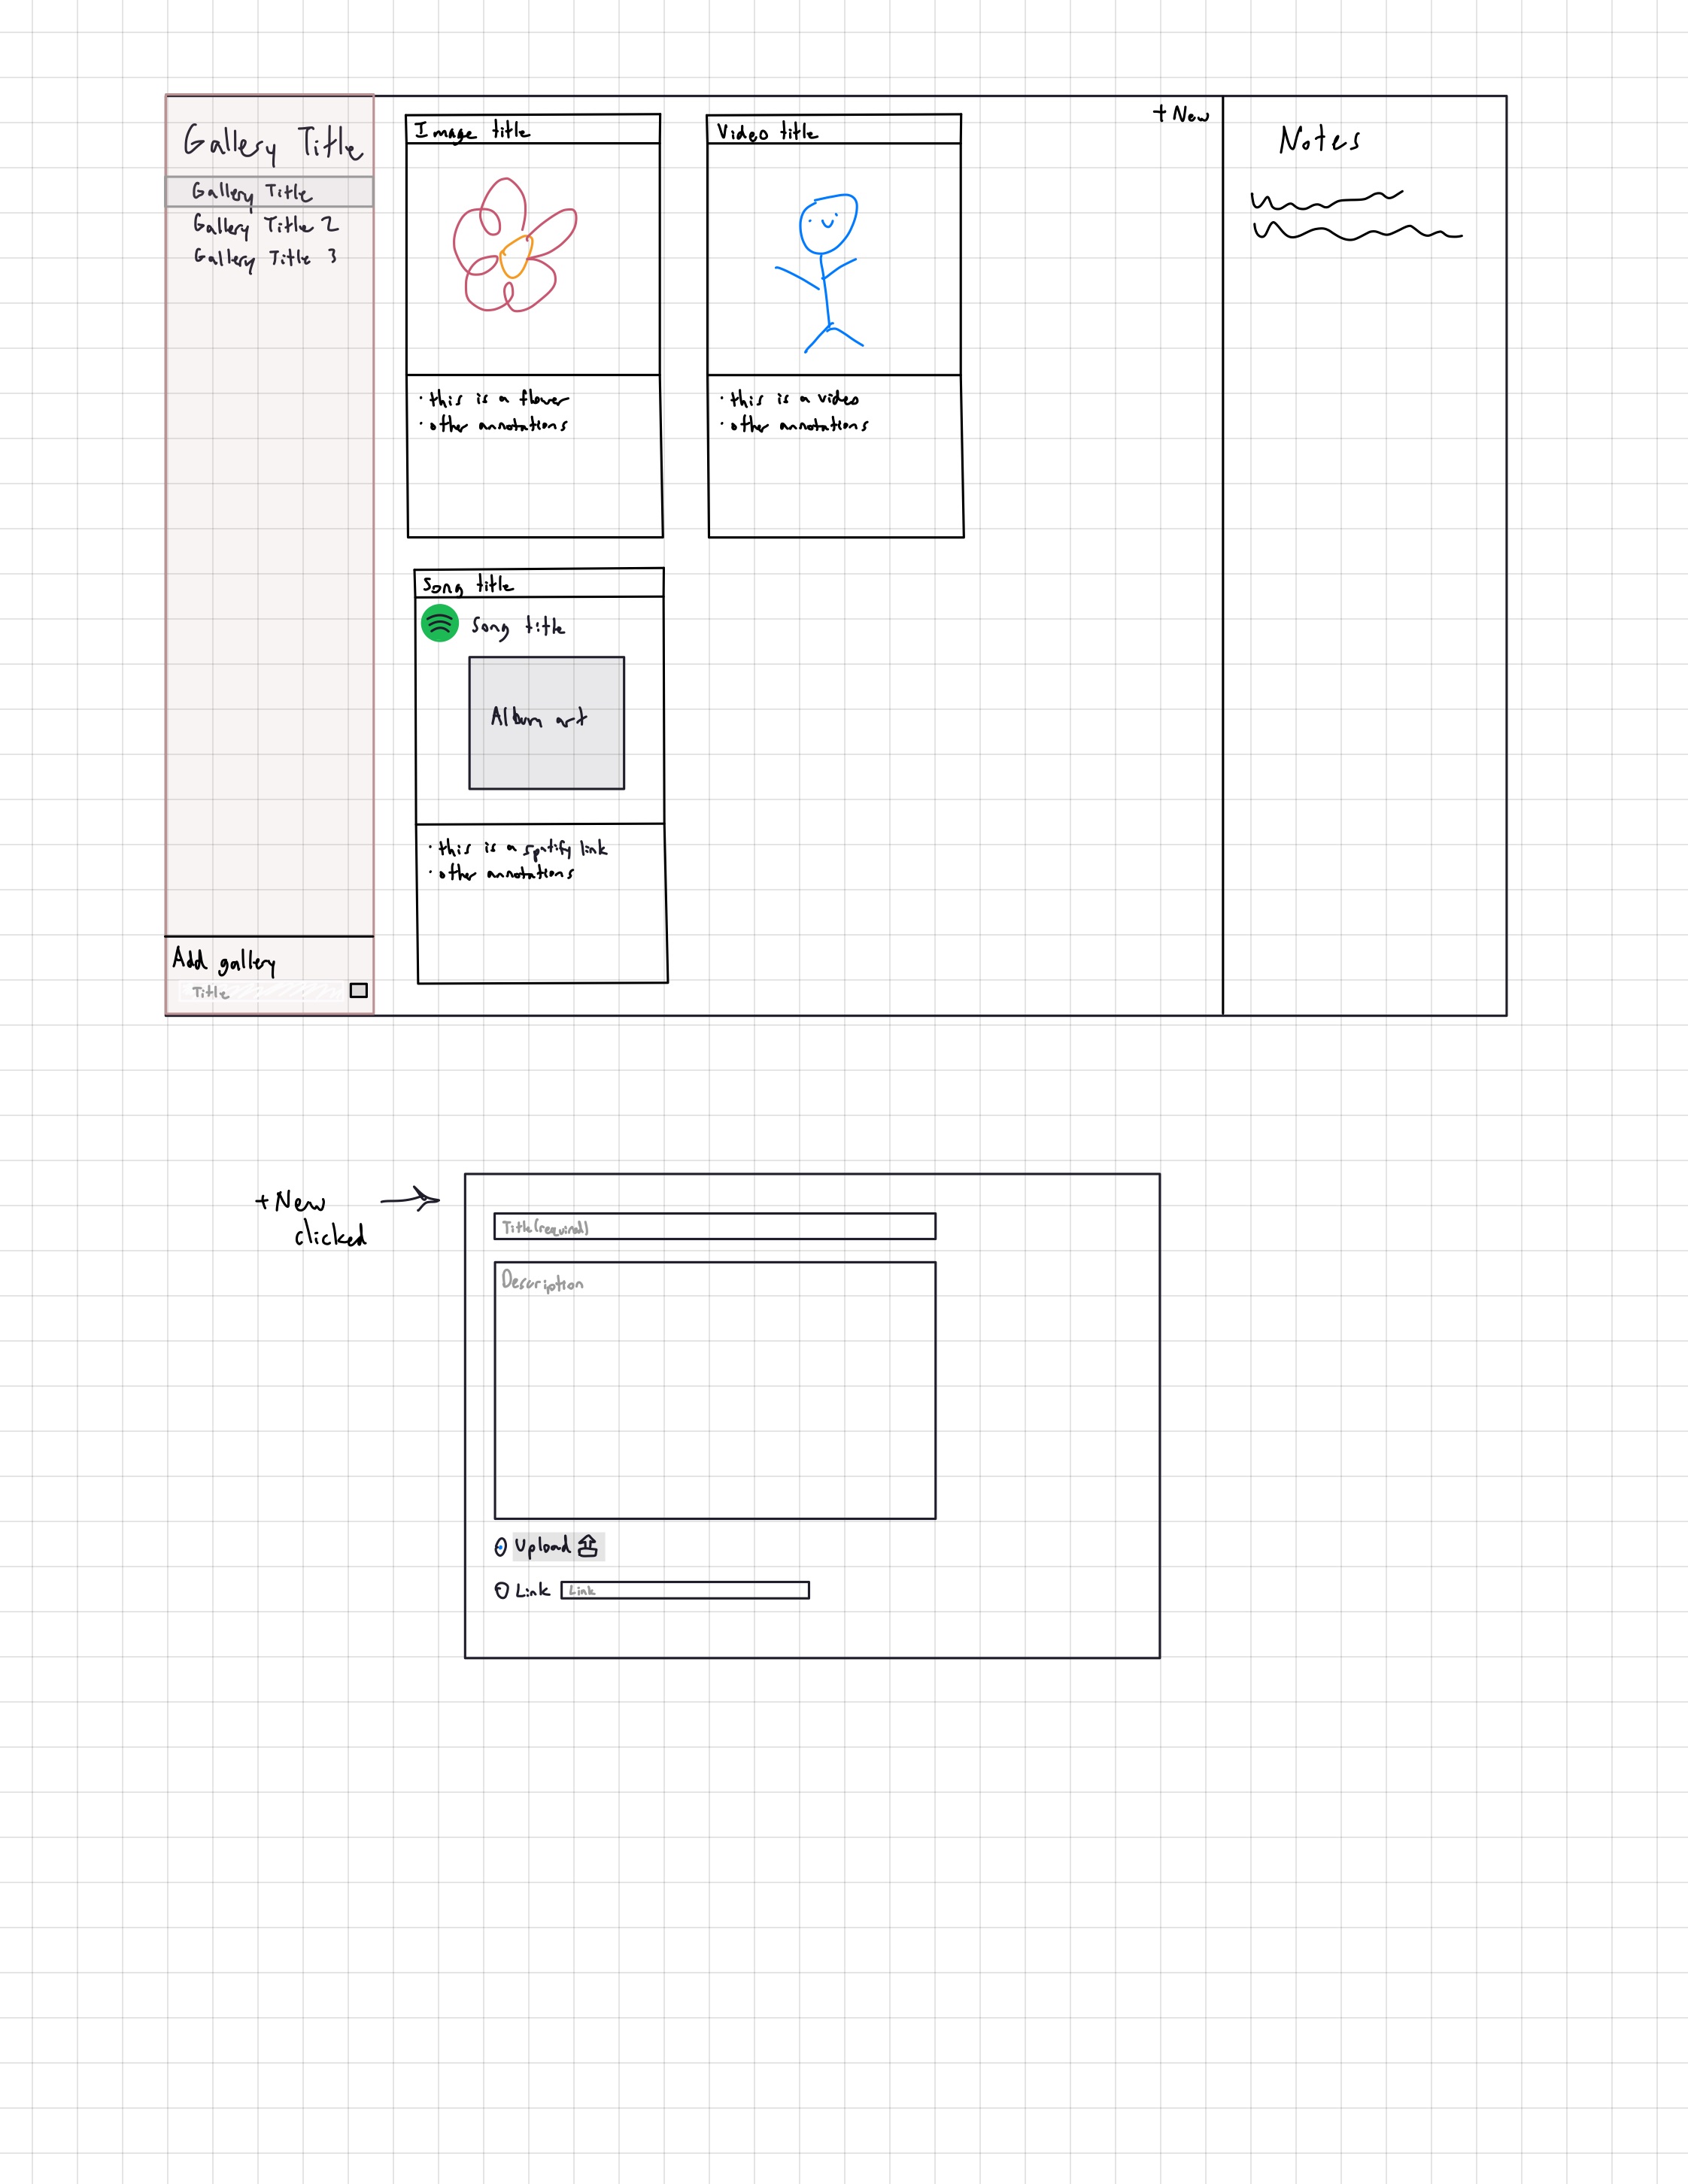 Gallery Title
Gallery Title
Gallery Title 2
Gallery Title 3
Add gallery
Title
Image title
· this is a flower
· other annotations
Video title
· this is a video
· other annotations
Song title
Song title
Album art
· this is a spotify link
· other annotations
+ New
Notes
+ New
clicked
Title (required)
Description
Upload
Link
Link